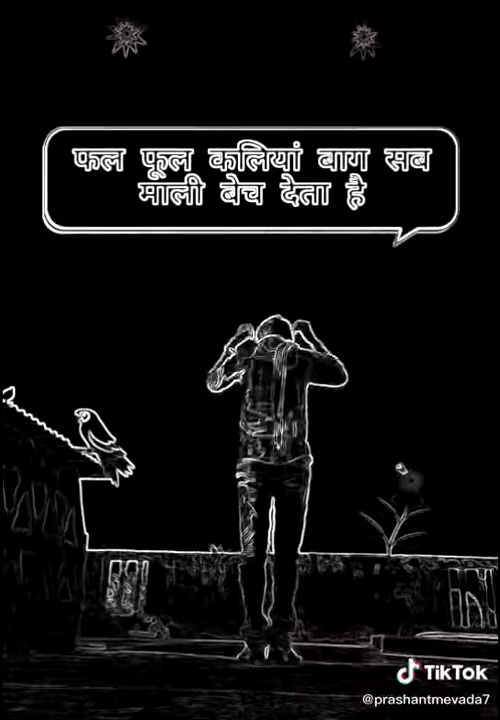 फल फूल कलियां बाग सब
माली बेच देता है
TikTok
@prashantmevada7